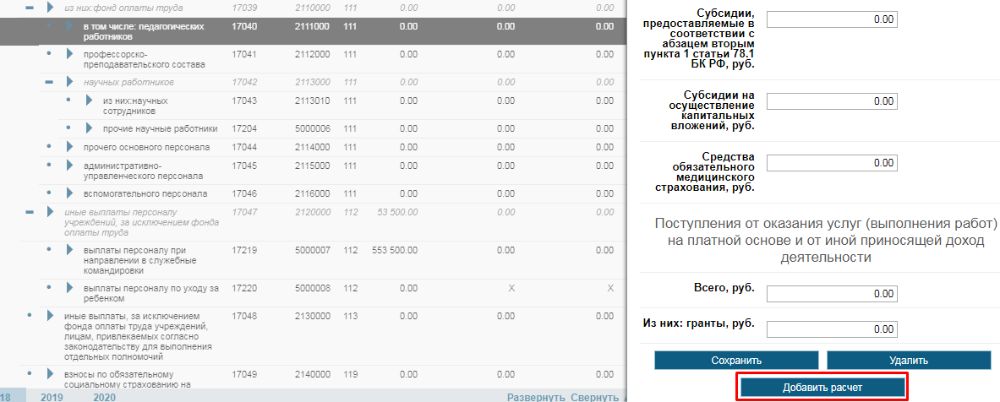 из них:фонд оплаты труда 17039 2110000 111 0.00 0.00 0.00
в том числе: педагогических работников 17040 2111000 111 0.00 0.00 0.00
профессорско-
преподавательского состава 17041 2112000 111 0.00 0.00 0.00
научных работников 17042 2113000 111 0.00 0.00 0.00
из них:научных
сотрудников 17043 2113010 111 0.00 0.00 0.00
прочие научные работники 17204 5000006 111 0.00 0.00 0.00
прочего основного персонала 17044 2114000 111 0.00 0.00 0.00
административно-
управленческого персонала 17045 2115000 111 0.00 0.00 0.00
вспомогательного персонала 17046 2116000 111 0.00 0.00 0.00
иные выплаты персоналу 17047 2120000 112 53 500.00 0.00 0.00
учреждений, за исключением фонда
оплаты труда
выплаты персоналу при 17219 5000007 112 553 500.00 0.00 0.00
направлении в служебные
командировки
выплаты персоналу по уходу за 17220 5000008 112 0.00 X X
ребенком
иные выплаты, за исключением 17048 2130000 113 0.00 0.00 0.00
фонда оплаты труда учреждений,
лицам, привлекаемых согласно
законодательству для выполнения
отдельных полномочий
взносы по обязательному 17049 2140000 119 0.00 0.00 0.00
социальному страхованию на
18 2019 2020 Развернуть Свернуть
Субсидии,
предоставляемые в
соответствии с
абзацем вторым
пункта 1 статьи 78.1
БК РФ, руб.
0.00
Субсидии на
осуществление
капитальных
вложений, руб.
0.00
Средства
обязательного
медицинского
страхования, руб.
0.00
Поступления от оказания услуг (выполнения работ)
на платной основе и от иной приносящей доход
деятельности
Всего, руб. 0.00
Из них: гранты, руб. 0.00
Сохранить Удалить
Добавить расчет